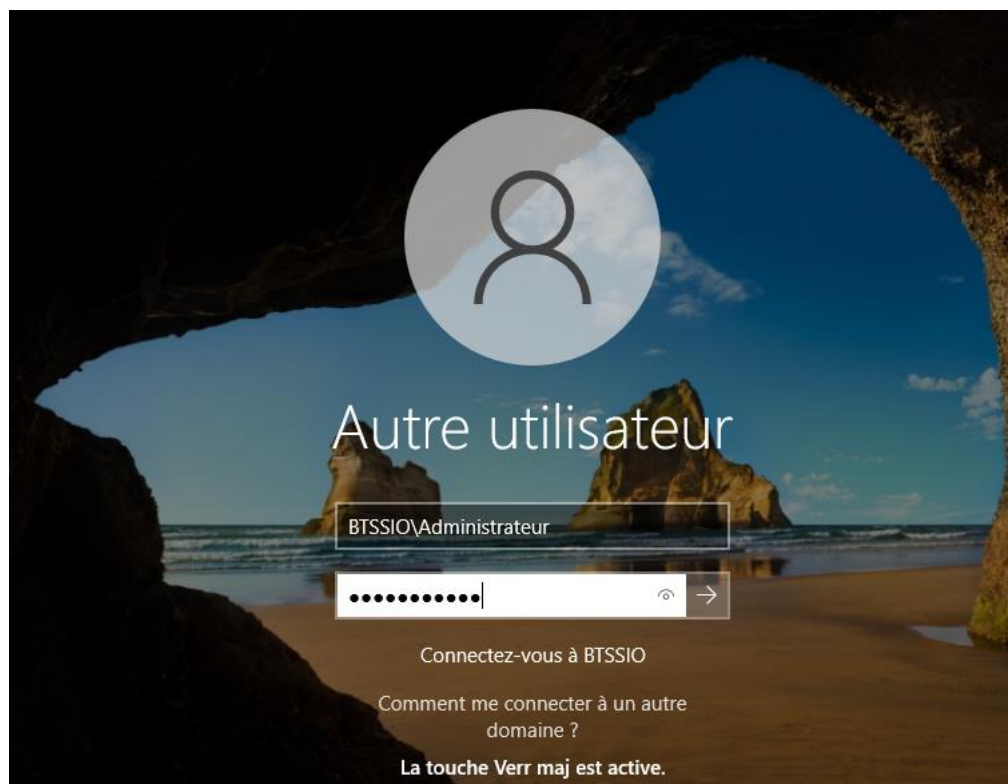 Autre utilisateur
BTSSIO\Administrateur
Connectez-vous à BTSSIO
Comment me connecter à un autre
domaine ?
La touche Verr maj est active.